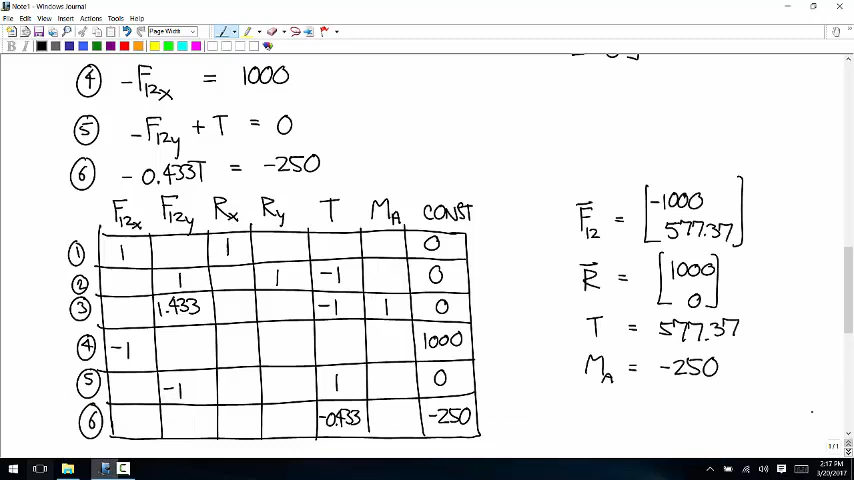 Note1 - Windows Journal
File Edit View Insert Actions Tools Help
Page Width
B I
④ -F12x = 1000
⑤ -F12y + T = 0
⑥ -0.433T = -250
F12x F12y Rx Ry T MA CONST
① 1 1 0
② 1 1 -1 0
③ 1.433 -1 1 0
④ -1 1000
⑤ -1 1 0
⑥ -0.433 -250
F12 = [-1000
577.37]
R = [1000
0]
T = 577.37
MA = -250
1/1
2:17 PM
3/20/2017